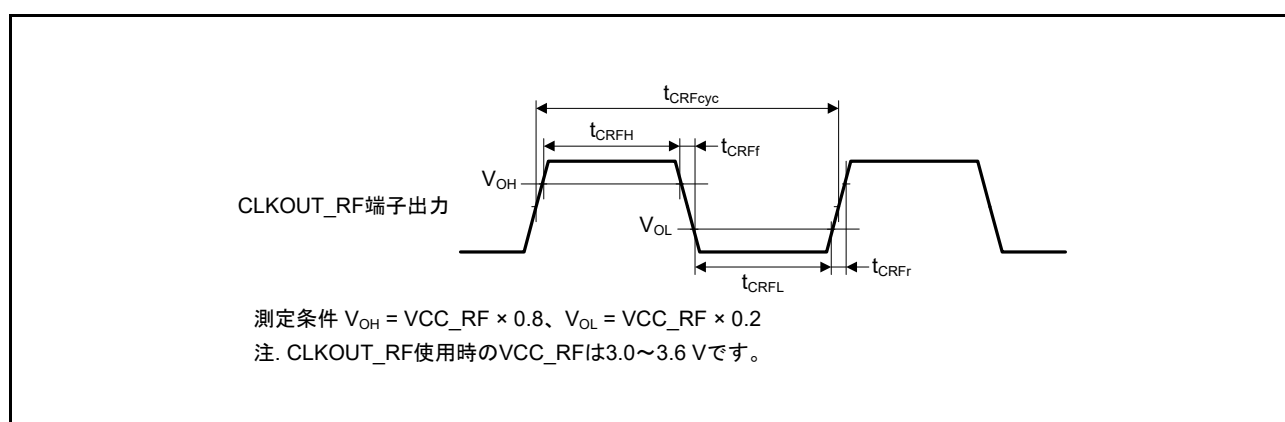 tCRFcyc
tCRFH
tCRFf
VOH
CLKOUT_RF端子出力
VOL
tCRFL
tCRFr
測定条件 VOH = VCC_RF × 0.8、VOL = VCC_RF × 0.2
注. CLKOUT_RF使用時のVCC_RFは3.0～3.6 Vです。